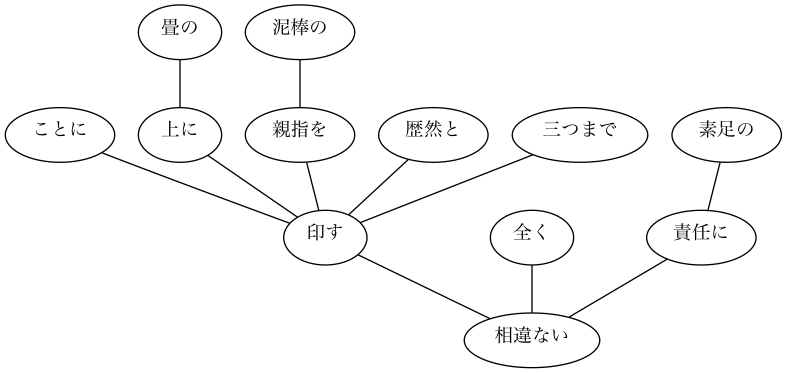 畳の
泥棒の
ことに
上に
親指を
歴然と
三つまで
素足の
印す
全く
責任に
相違ない